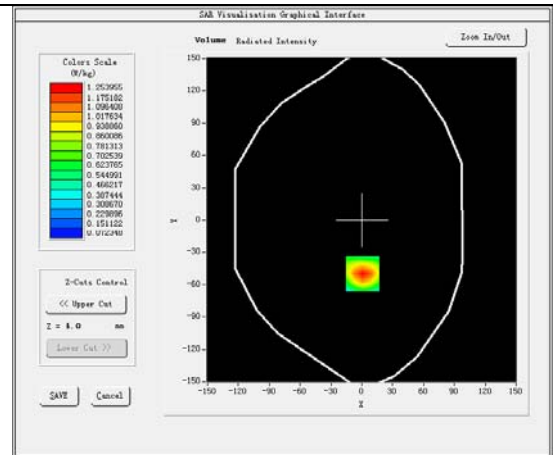 SAR Visualisation Graphical Interface
Volume Radiated Intensity
Zoom In/Out
Colors Scale
(W/kg)
1.253955
1.175182
1.096408
1.017634
0.938860
0.860086
0.781313
0.702539
0.623765
0.544991
0.466217
0.387444
0.308670
0.229896
0.151122
0.072348
150
120
90
60
30
0
-30
-60
-90
-120
-150
Y
-150 -120 -90 -60 -30 0 30 60 90 120 150
X
Z-Cuts Control
<< Upper Cut
Z = 4.0 mm
Lower Cut >>
SAVE Cancel